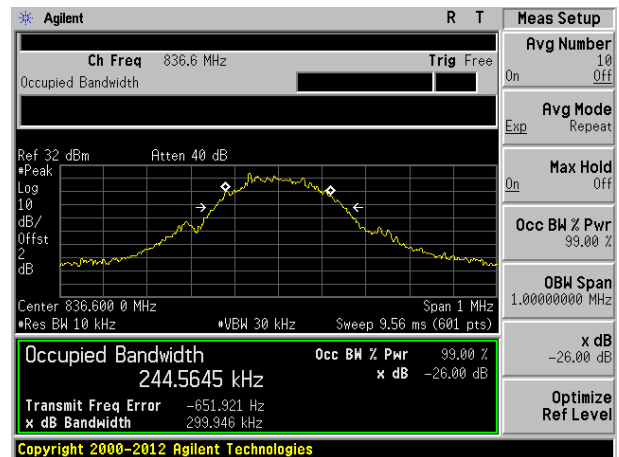 Agilent R T Meas Setup
Ch Freq 836.6 MHz Trig Free
Occupied Bandwidth
Ref 32 dBm Atten 40 dB
#Peak
Log
10
dB/
Offst
2
dB
Center 836.600 0 MHz Span 1 MHz
#Res BW 10 kHz #VBW 30 kHz Sweep 9.56 ms (601 pts)
Occupied Bandwidth Occ BW % Pwr 99.00 %
244.5645 kHz x dB -26.00 dB
Transmit Freq Error -651.921 Hz
x dB Bandwidth 299.946 kHz
Copyright 2000-2012 Agilent Technologies
Avg Number
10
On Off
Avg Mode
Exp Repeat
Max Hold
On Off
Occ BW % Pwr
99.00 %
OBW Span
1.00000000 MHz
x dB
-26.00 dB
Optimize
Ref Level